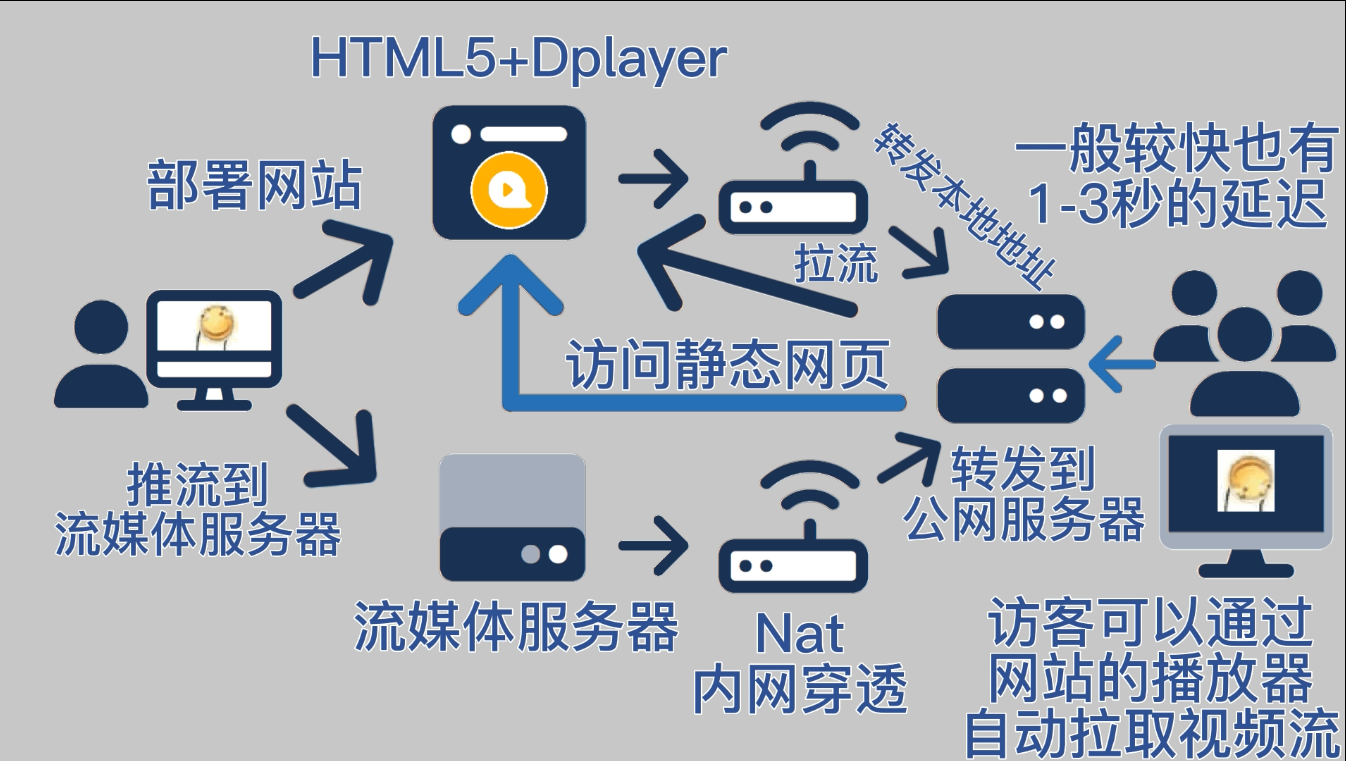 HTML5+Dplayer
部署网站
转发本地地址
一般较快也有
1-3秒的延迟
拉流
访问静态网页
推流到
流媒体服务器
转发到
公网服务器
流媒体服务器
Nat
内网穿透
访客可以通过
网站的播放器
自动拉取视频流